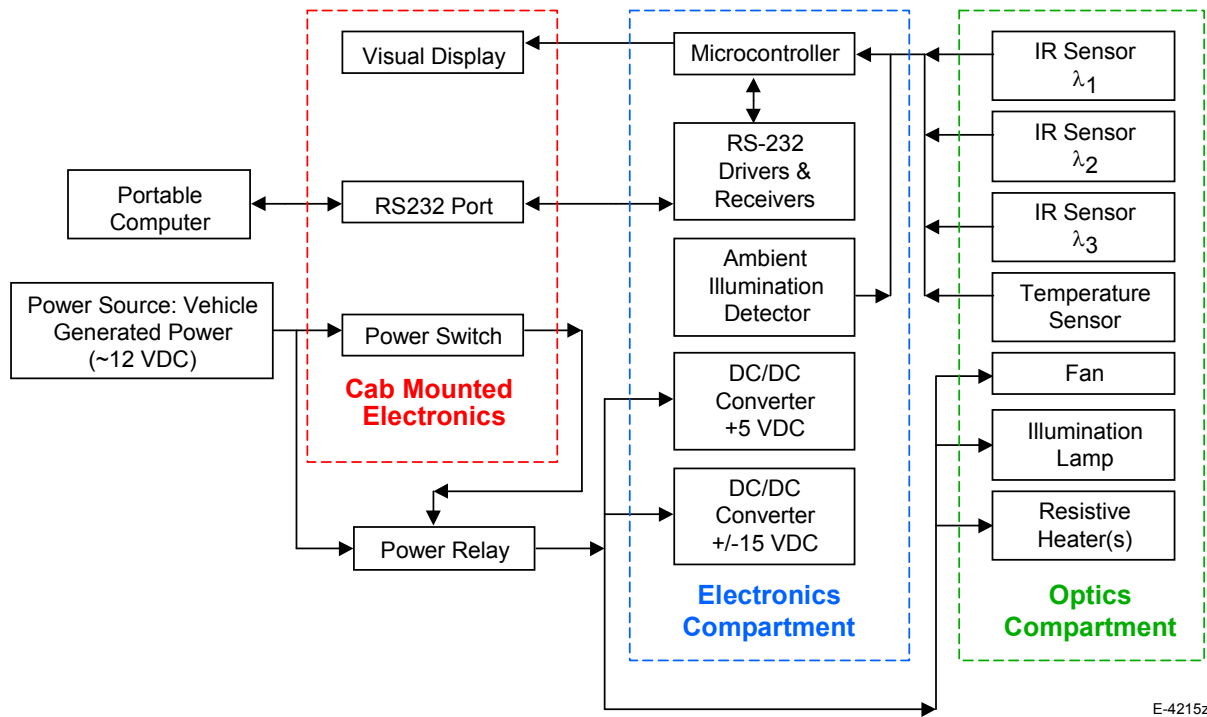 Visual Display
Microcontroller
IR Sensor
λ1
RS-232
Drivers &
Receivers
IR Sensor
λ2
Portable
Computer
RS232 Port
IR Sensor
λ3
Ambient
Illumination
Detector
Temperature
Sensor
Power Source: Vehicle
Generated Power
(~12 VDC)
Power Switch
Cab Mounted
Electronics
DC/DC
Converter
+5 VDC
Fan
Illumination
Lamp
Power Relay
DC/DC
Converter
+/-15 VDC
Resistive
Heater(s)
Electronics
Compartment
Optics
Compartment
E-4215z